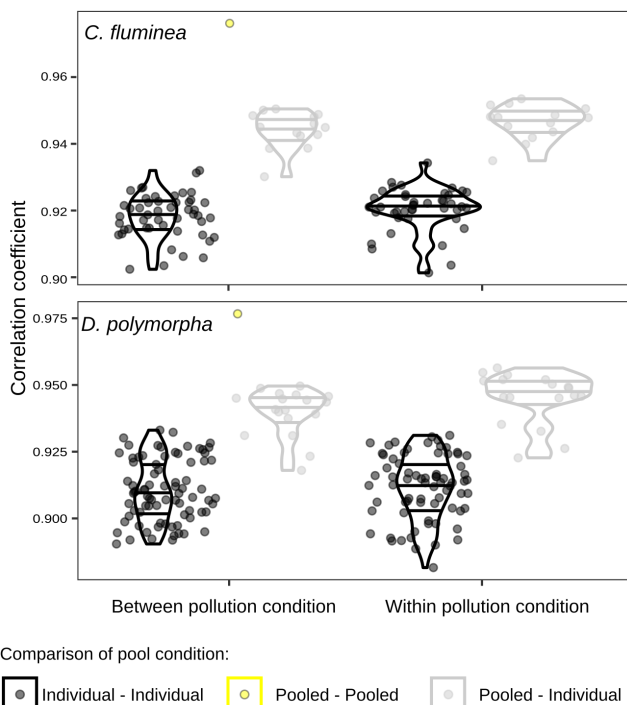 C. fluminea
0.96
0.94
0.92
0.90
Correlation coefficient
D. polymorpha
0.975
0.950
0.925
0.900
Between pollution condition Within pollution condition
Comparison of pool condition:
Individual - Individual Pooled - Pooled Pooled - Individual